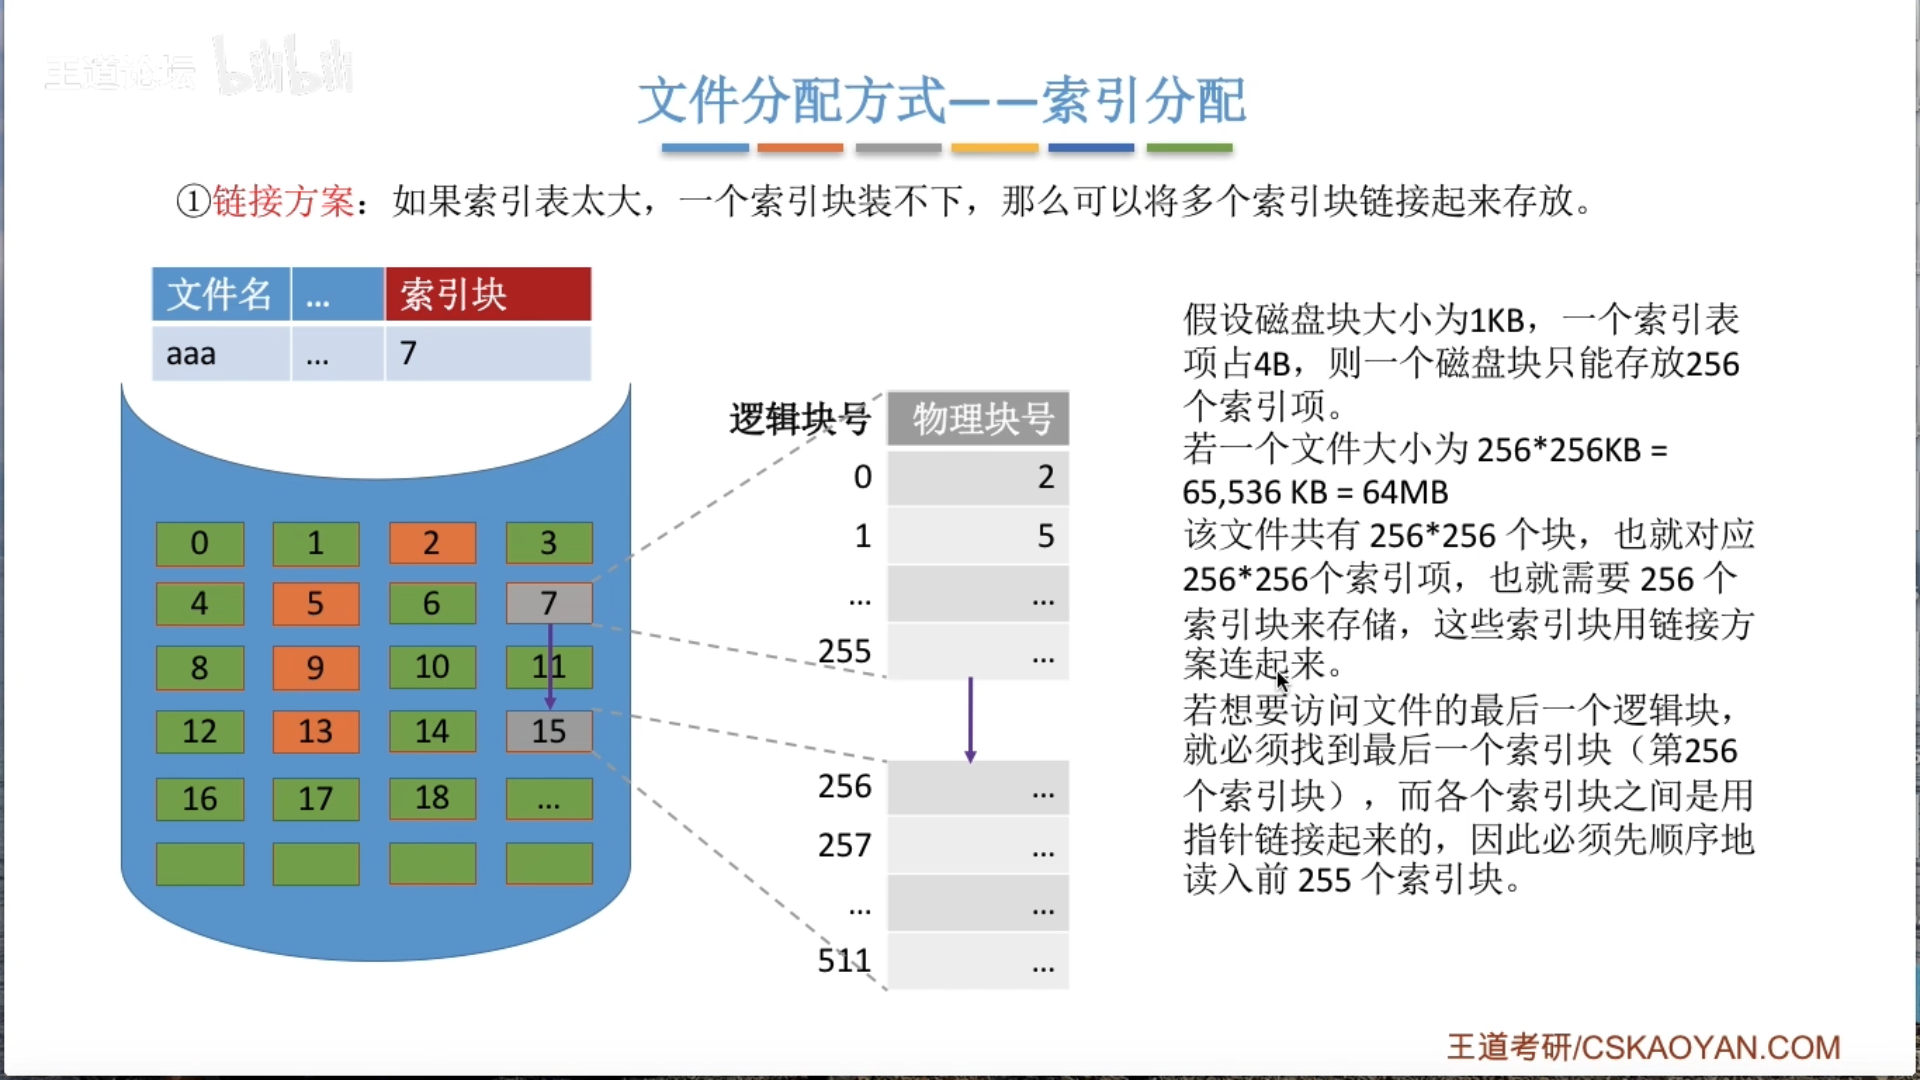 王道论坛 bilibili
文件分配方式——索引分配
①链接方案：如果索引表太大，一个索引块装不下，那么可以将多个索引块链接起来存放。
文件名 ... 索引块
aaa ... 7
0 1 2 3
4 5 6 7
8 9 10 11
12 13 14 15
16 17 18 ...
逻辑块号 物理块号
0 2
1 5
... ...
255 ...
256 ...
257 ...
... ...
511 ...
假设磁盘块大小为1KB，一个索引表
项占4B，则一个磁盘块只能存放256
个索引项。
若一个文件大小为 256*256KB =
65,536 KB = 64MB
该文件共有 256*256 个块，也就对应
256*256个索引项，也就需要 256 个
索引块来存储，这些索引块用链接方
案连起来。
若想要访问文件的最后一个逻辑块，
就必须找到最后一个索引块（第256
个索引块），而各个索引块之间是用
指针链接起来的，因此必须先顺序地
读入前 255 个索引块。
王道考研/CSKAOYAN.COM